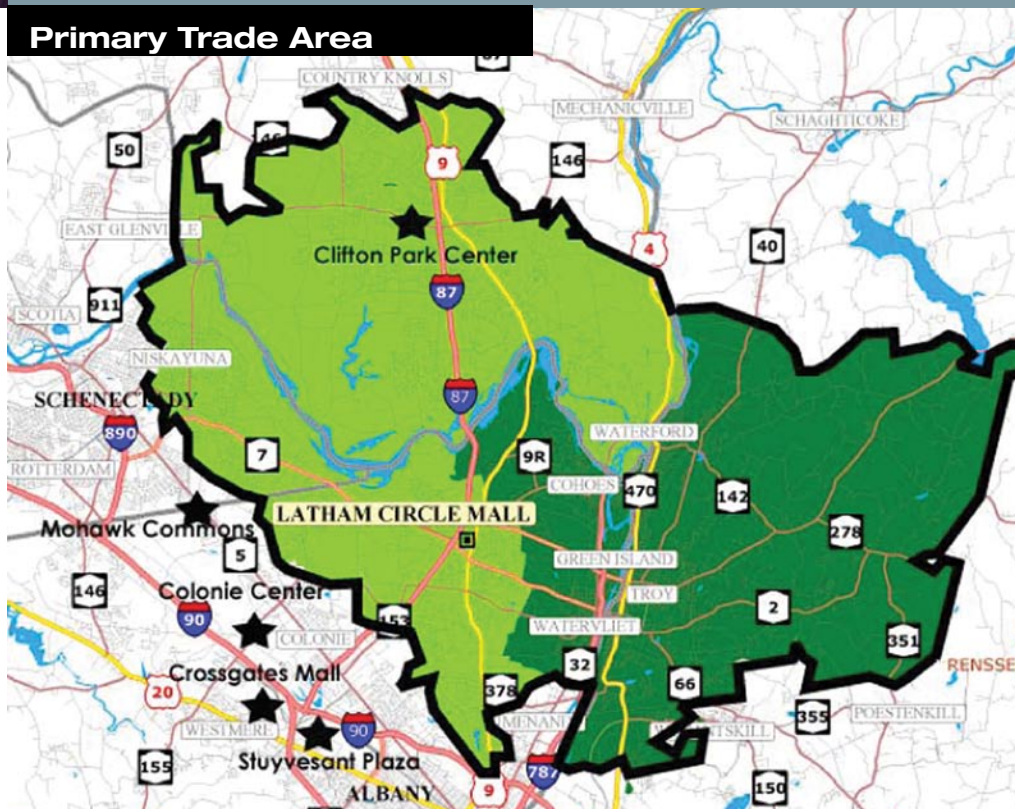 Primary Trade Area
COUNTRY KNOLLS
MECHANICVILLE
SCHAGHTICOKE
50
146
9
146
EAST GLENVILLE
Clifton Park Center
4
40
87
911
SCOTIA
NISKAYUNA
SCHENECTADY
87
890
WATERFORD
7
9R
ROTTERDAM
COHOES
470
142
LATHAM CIRCLE MALL
Mohawk Commons
278
5
GREEN ISLAND
146
Colonie Center
TROY
90
153
2
COLONIE
WATERVLIET
351
Crossgates Mall
32
RENSSE
20
378
66
WESTMERE
90
355
POESTENKILL
Stuyvesant Plaza
155
787
ALBANY
9
150